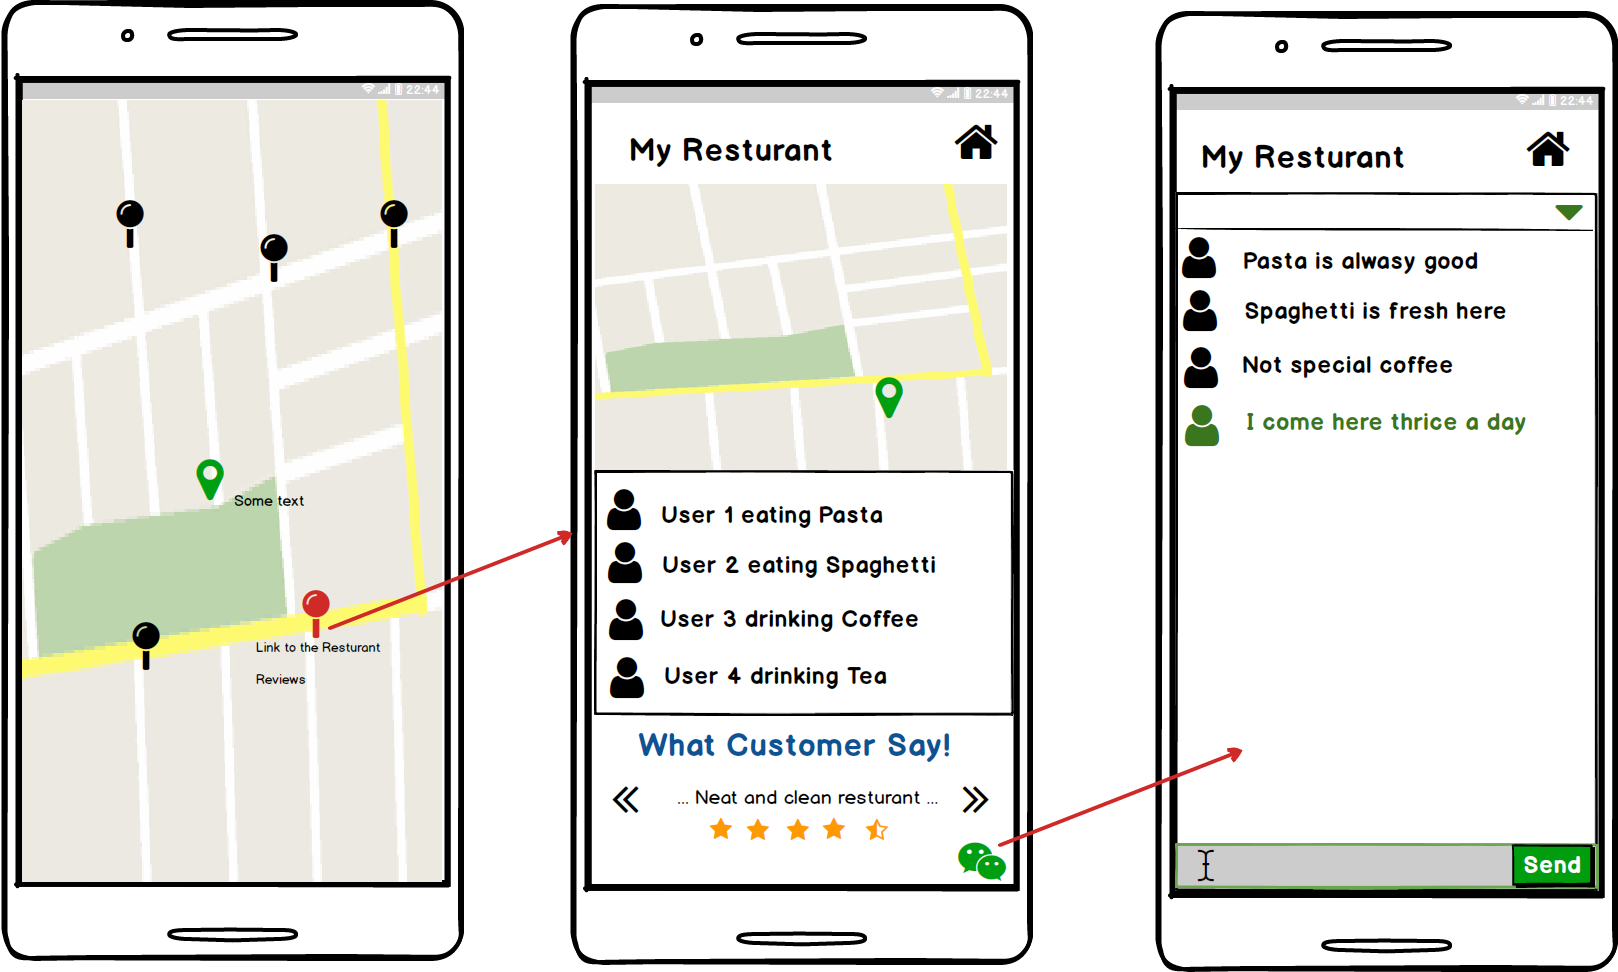 22:44
Some text
Link to the Resturant
Reviews
22:44
My Resturant
User 1 eating Pasta
User 2 eating Spaghetti
User 3 drinking Coffee
User 4 drinking Tea
What Customer Say!
... Neat and clean resturant ...
22:44
My Resturant
Pasta is alwasy good
Spaghetti is fresh here
Not special coffee
I come here thrice a day
Send